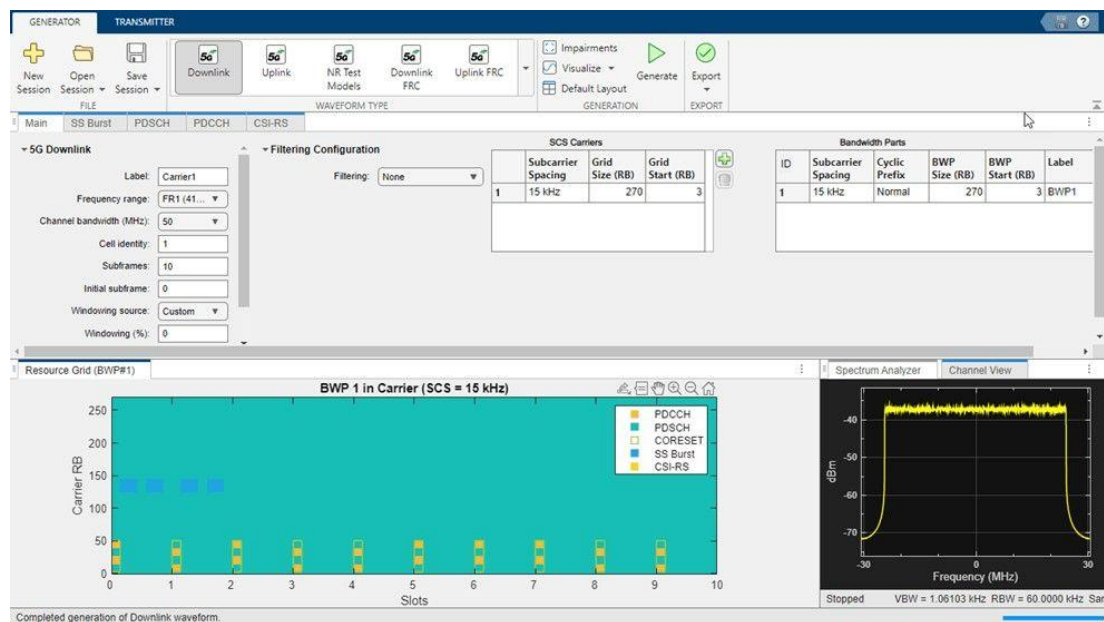 GENERATOR TRANSMITTER
New Session
Open Session
Save Session
FILE
5G Downlink
5G Uplink
5G NR Test Models
5G Downlink FRC
5G Uplink FRC
WAVEFORM TYPE
Impairments
Visualize
Default Layout
Generate
GENERATION
Export
EXPORT
Main SS Burst PDSCH PDCCH CSI-RS
5G Downlink
Label: Carrier1
Frequency range: FR1 (41...
Channel bandwidth (MHz): 50
Cell identity: 1
Subframes: 10
Initial subframe: 0
Windowing source: Custom
Windowing (%): 0
Filtering Configuration
Filtering: None
SCS Carriers
Subcarrier Spacing Grid Size (RB) Grid Start (RB)
1 15 kHz 270 3
Bandwidth Parts
ID Subcarrier Spacing Cyclic Prefix BWP Size (RB) BWP Start (RB) Label
1 15 kHz Normal 270 3 BWP1
Resource Grid (BWP#1)
BWP 1 in Carrier (SCS = 15 kHz)
Carrier RB
250
200
150
100
50
0
0 1 2 3 4 5 6 7 8 9 10
Slots
PDCCH
PDSCH
CORESET
SS Burst
CSI-RS
Spectrum Analyzer Channel View
dBm
-40
-50
-60
-70
-30 0 30
Frequency (MHz)
Stopped VBW = 1.06103 kHz RBW = 60.0000 kHz Sar
Completed generation of Downlink waveform.